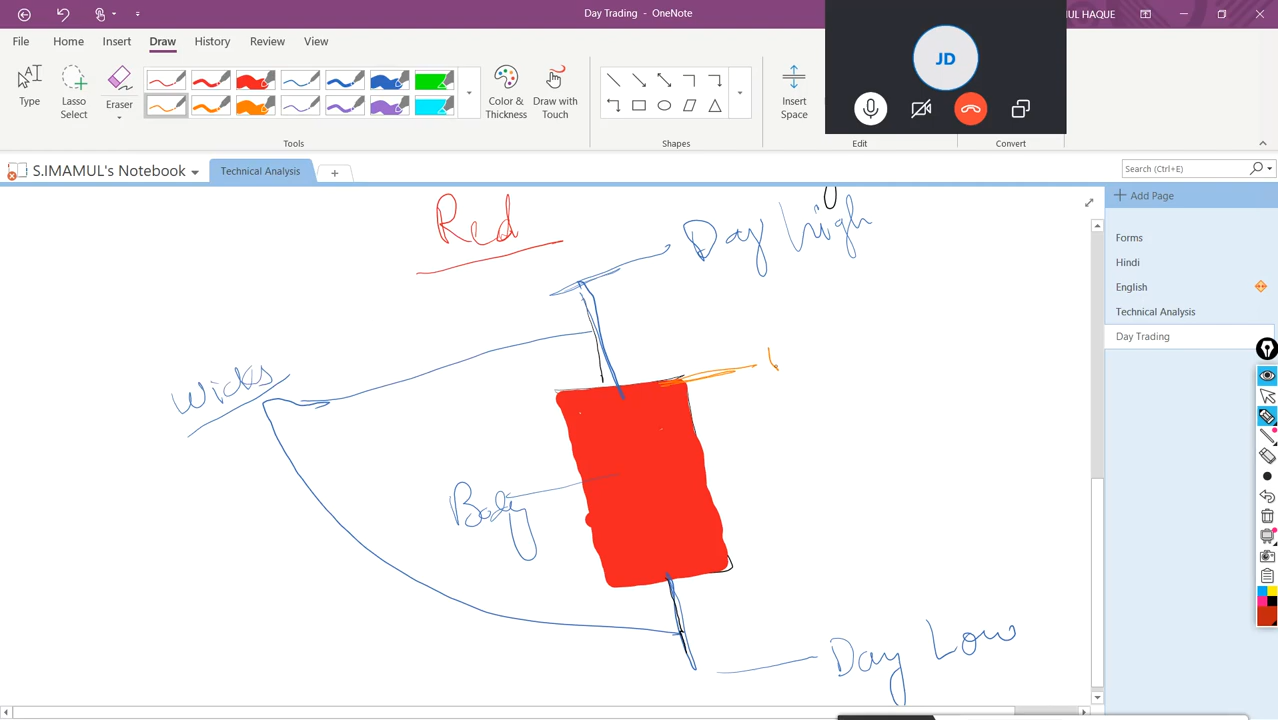 Day Trading - OneNote
JD
MUL HAQUE
File Home Insert Draw History Review View
Type
Lasso Select
Eraser
Color & Thickness
Draw with Touch
Insert Space
Tools
Shapes
Edit
Convert
S.IMAMUL's Notebook
Technical Analysis
Search (Ctrl+E)
Add Page
Forms
Hindi
English
Technical Analysis
Day Trading
Red
Day high
Wicks
Body
Day Low